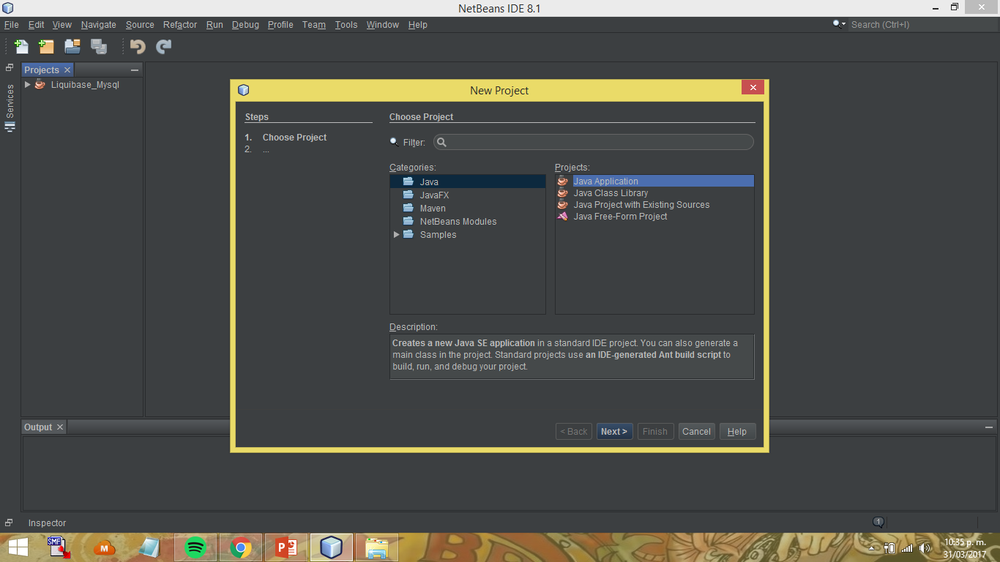 NetBeans IDE 8.1
File Edit View Navigate Source Refactor Run Debug Profile Team Tools Window Help
Search (Ctrl+I)
Projects
Services
Liquibase_Mysql
New Project
Steps
1. Choose Project
2. ...
Choose Project
Filter:
Categories:
Java
JavaFX
Maven
NetBeans Modules
Samples
Projects:
Java Application
Java Class Library
Java Project with Existing Sources
Java Free-Form Project
Description:
Creates a new Java SE application in a standard IDE project. You can also generate a
main class in the project. Standard projects use an IDE-generated Ant build script to
build, run, and debug your project.
< Back Next > Finish Cancel Help
Output
Inspector
1
SMF
M
P
10:35 p. m.
31/03/2017